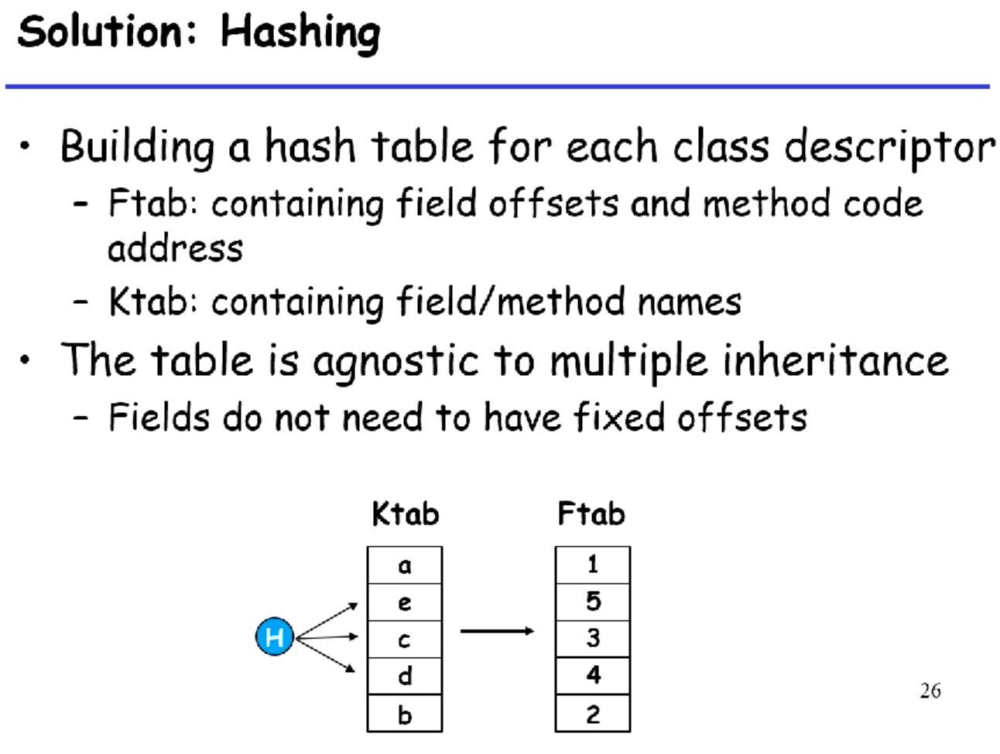 Solution: Hashing
• Building a hash table for each class descriptor
– Ftab: containing field offsets and method code
address
– Ktab: containing field/method names
• The table is agnostic to multiple inheritance
– Fields do not need to have fixed offsets
Ktab Ftab
a 1
e 5
H c 3
d 4
b 2
26